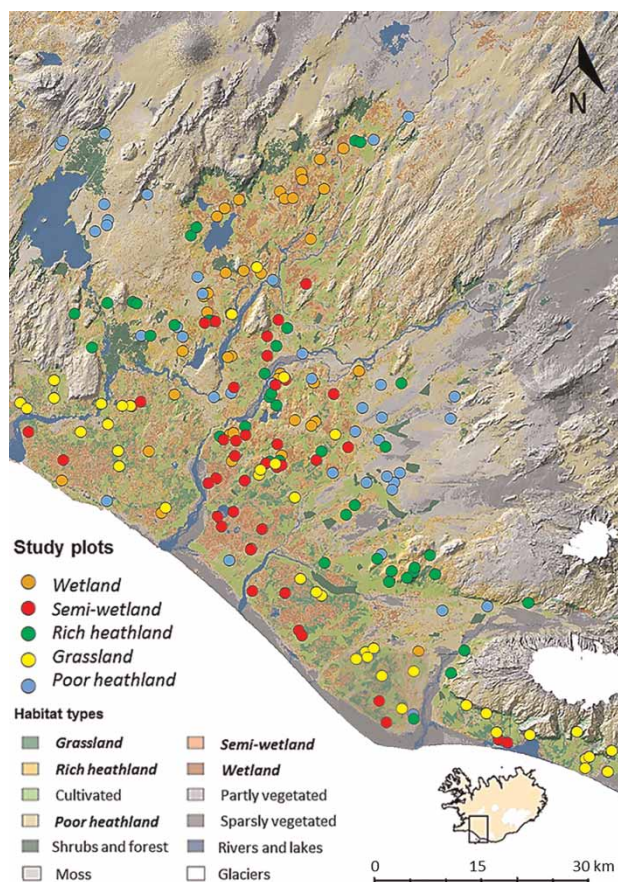 N
Study plots
Wetland
Semi-wetland
Rich heathland
Grassland
Poor heathland
Habitat types
Grassland
Rich heathland
Cultivated
Poor heathland
Shrubs and forest
Moss
Semi-wetland
Wetland
Partly vegetated
Sparsly vegetated
Rivers and lakes
Glaciers
0 15 30 km